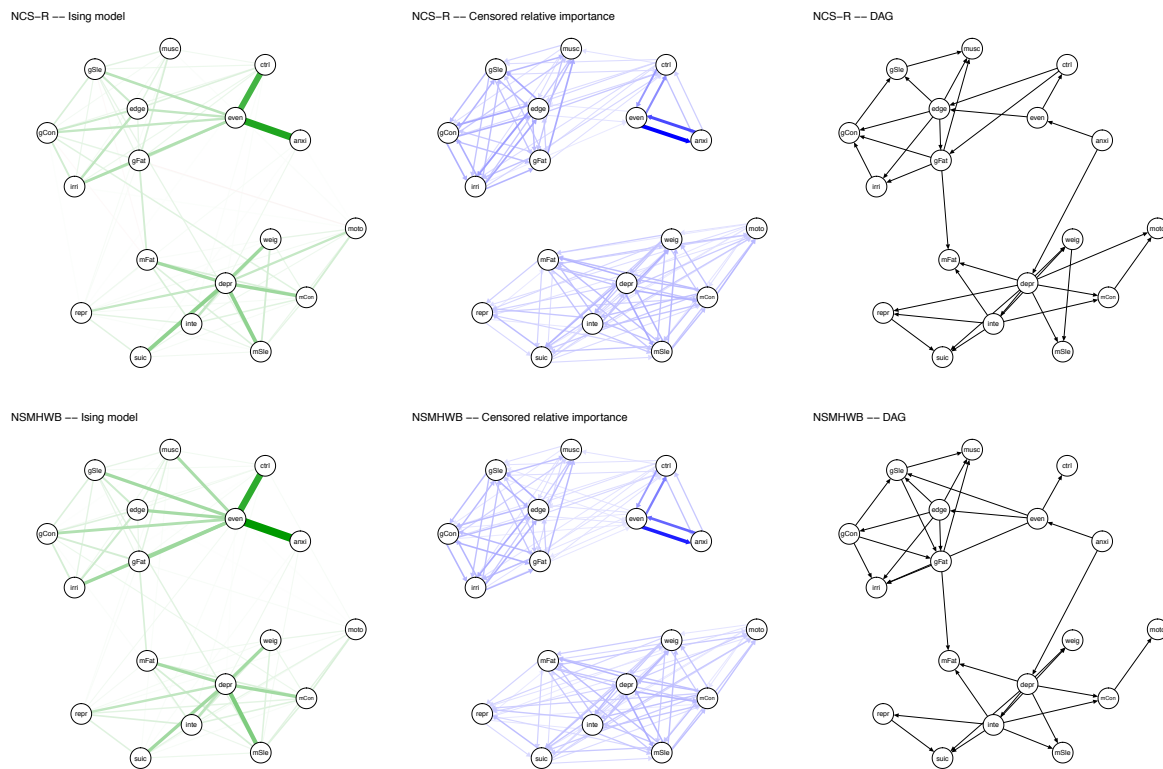 NCS−R −− Ising model
musc
gSle
ctrl
edge
even
gCon
anxi
gFat
irri
moto
weig
mFat
depr
mCon
repr
inte
suic
mSle
NCS−R −− Censored relative importance
musc
gSle
ctrl
edge
even
gCon
anxi
gFat
irri
moto
weig
mFat
depr
mCon
repr
inte
suic
mSle
NCS−R −− DAG
musc
gSle
ctrl
edge
even
gCon
anxi
gFat
irri
moto
weig
mFat
depr
mCon
repr
inte
suic
mSle
NSMHWB −− Ising model
musc
gSle
ctrl
edge
even
gCon
anxi
gFat
irri
moto
weig
mFat
depr
mCon
repr
inte
suic
mSle
NSMHWB −− Censored relative importance
musc
gSle
ctrl
edge
even
gCon
anxi
gFat
irri
moto
weig
mFat
depr
mCon
repr
inte
suic
mSle
NSMHWB −− DAG
musc
gSle
ctrl
edge
even
gCon
anxi
gFat
irri
moto
weig
mFat
depr
mCon
repr
inte
suic
mSle